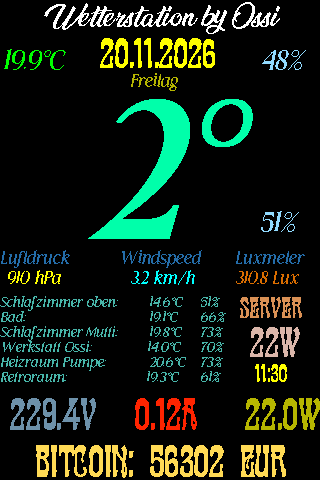 Wetterstation by Ossi
19.9°C 20.11.2026 48%
Freitag
2°
51%
Luftdruck Windspeed Luxmeter
910 hPa 3.2 km/h 310.8 Lux
Schlafzimmer oben: 14.6°C 51%
Bad: 19.1°C 66%
Schlafzimmer Mutti: 19.8°C 73%
Werkstatt Ossi: 14.0°C 70%
Heizraum Pumpe: 20.6°C 73%
Retroraum: 19.3°C 61%
SERVER
22W
11:30
229.4V 0.12A 22.0W
BITCOIN: 56302 EUR